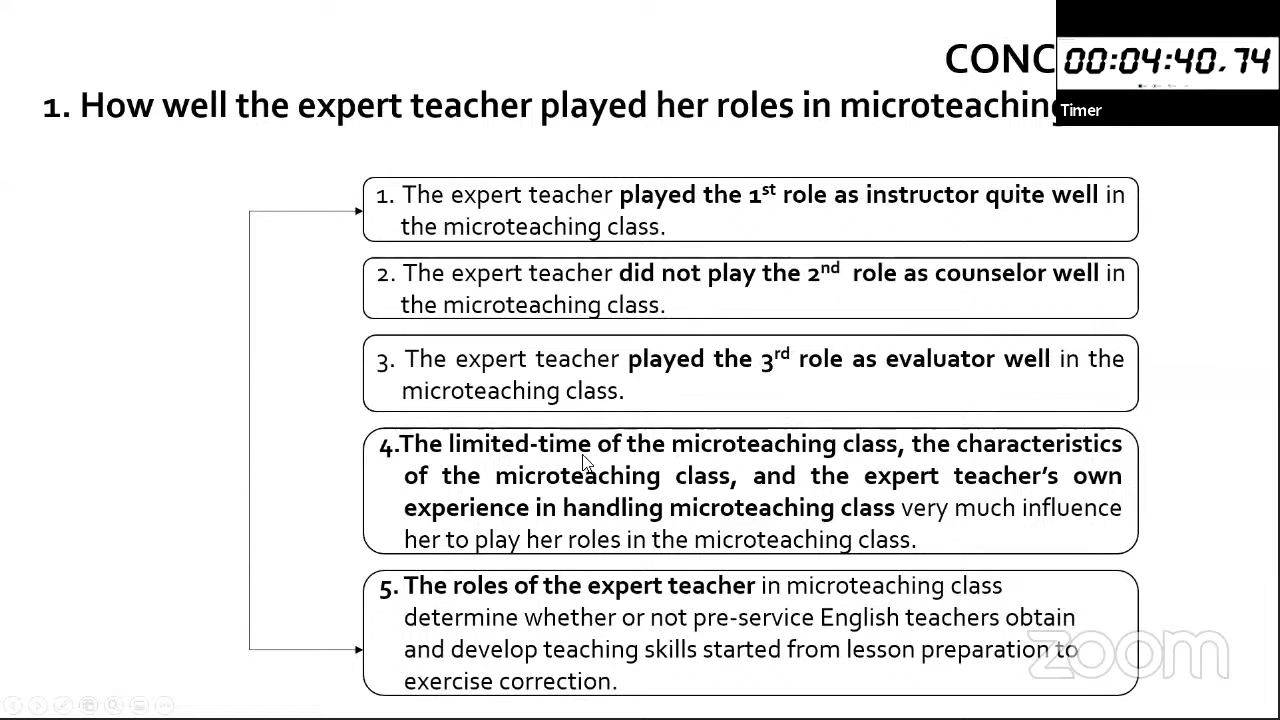 CONC
00:04:40.74
1. How well the expert teacher played her roles in microteaching
Timer
1. The expert teacher played the 1st role as instructor quite well in
the microteaching class.
2. The expert teacher did not play the 2nd role as counselor well in
the microteaching class.
3. The expert teacher played the 3rd role as evaluator well in the
microteaching class.
4.The limited-time of the microteaching class, the characteristics
of the microteaching class, and the expert teacher's own
experience in handling microteaching class very much influence
her to play her roles in the microteaching class.
5. The roles of the expert teacher in microteaching class
determine whether or not pre-service English teachers obtain
and develop teaching skills started from lesson preparation to
exercise correction.
zoom